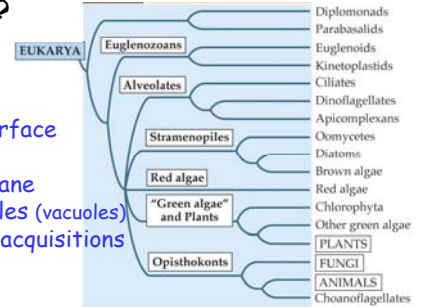 ?
rface
ane
les (vacuoles)
acquisitions
EUKARYA
Euglenozoans
Alveolates
Stramenopiles
Red algae
"Green algae"
and Plants
Opisthokonts
Diplomonads
Parabasalids
Euglenoids
Kinetoplastids
Ciliates
Dinoflagellates
Apicomplexans
Oomycetes
Diatoms
Brown algae
Red algae
Chlorophyta
Other green algae
PLANTS
FUNGI
ANIMALS
Choanoflagellates